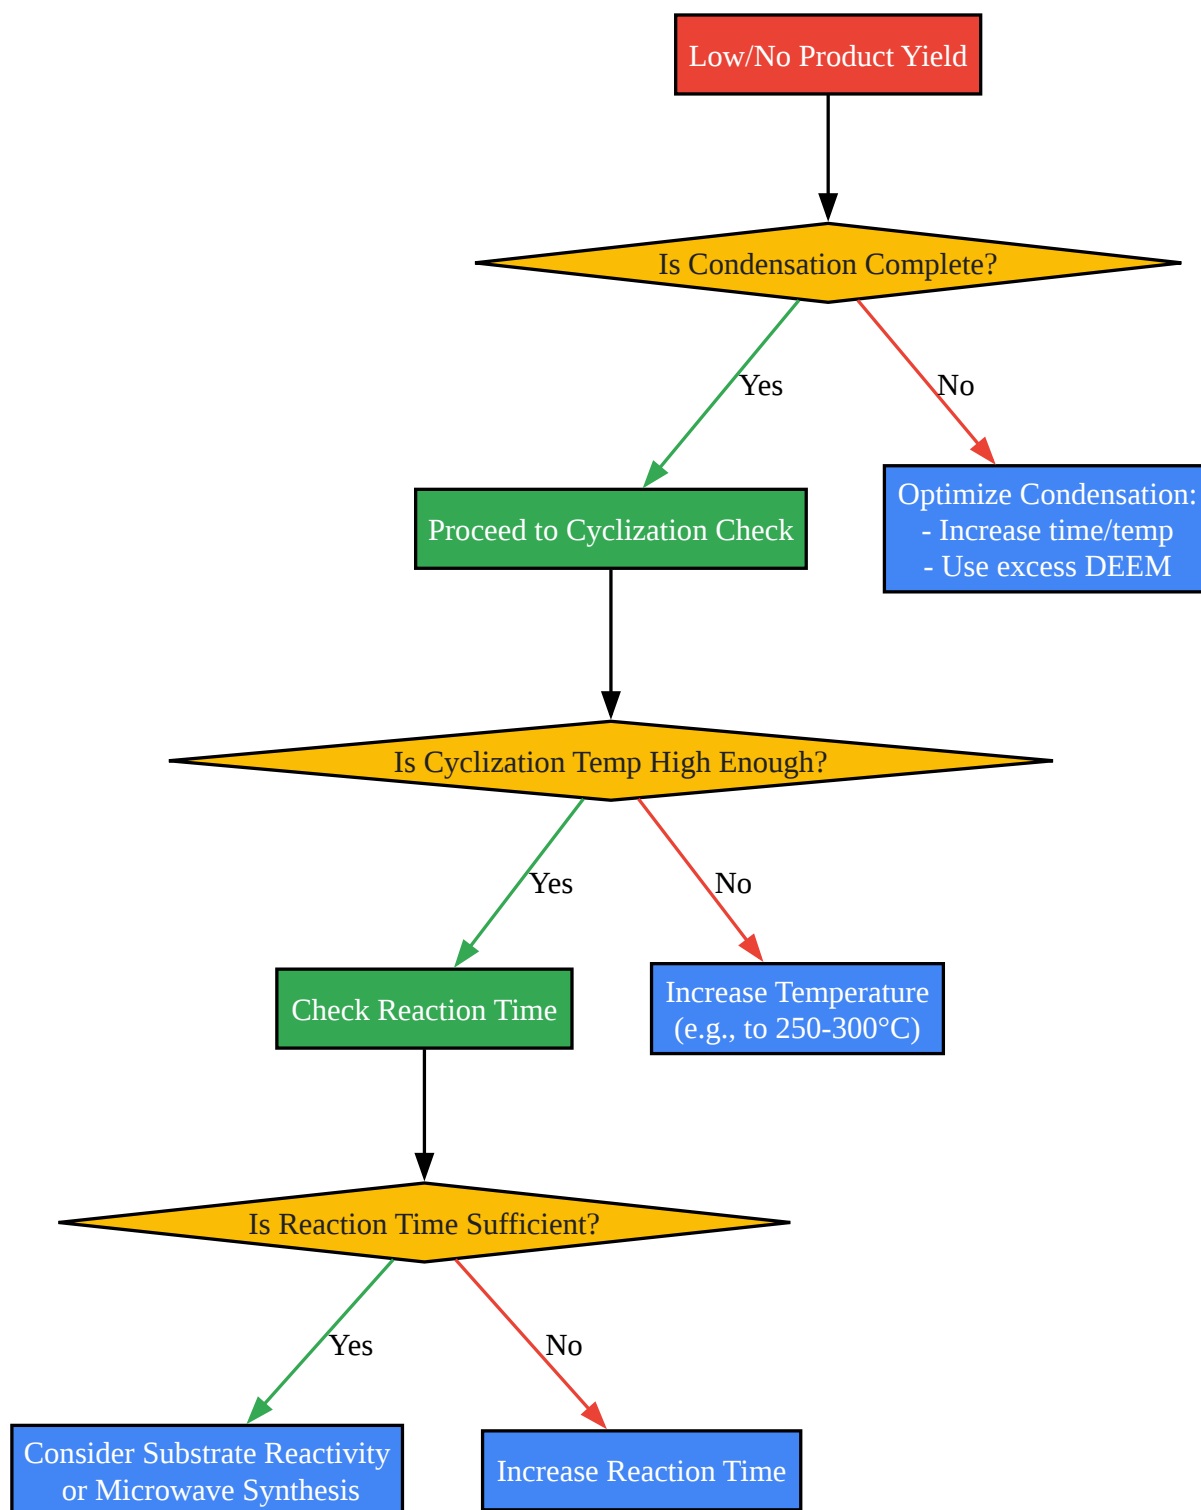 Low/No Product Yield
Is Condensation Complete?
Yes
No
Optimize Condensation:
- Increase time/temp
- Use excess DEEM
Proceed to Cyclization Check
Is Cyclization Temp High Enough?
Yes
No
Increase Temperature
(e.g., to 250-300°C)
Check Reaction Time
Is Reaction Time Sufficient?
Yes
No
Consider Substrate Reactivity
or Microwave Synthesis
Increase Reaction Time